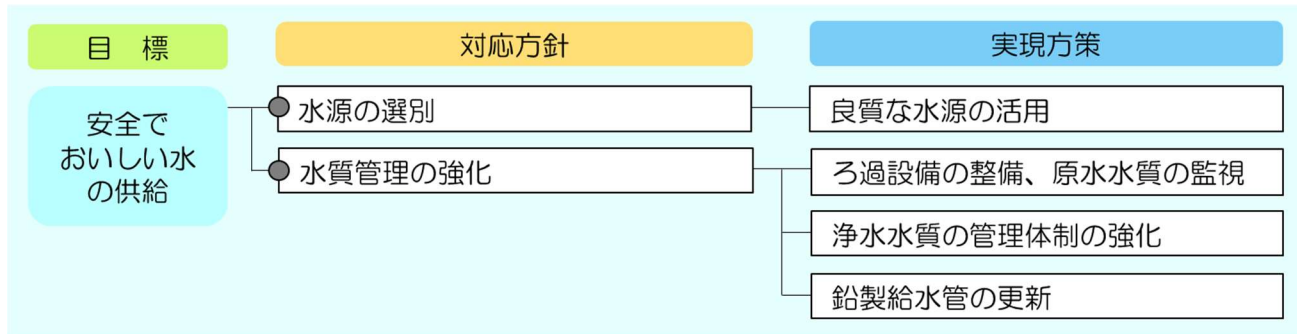 目　標
対応方針
実現方策
安全で
おいしい水
の供給
水源の選別
良質な水源の活用
水質管理の強化
ろ過設備の整備、原水水質の監視
浄水水質の管理体制の強化
鉛製給水管の更新